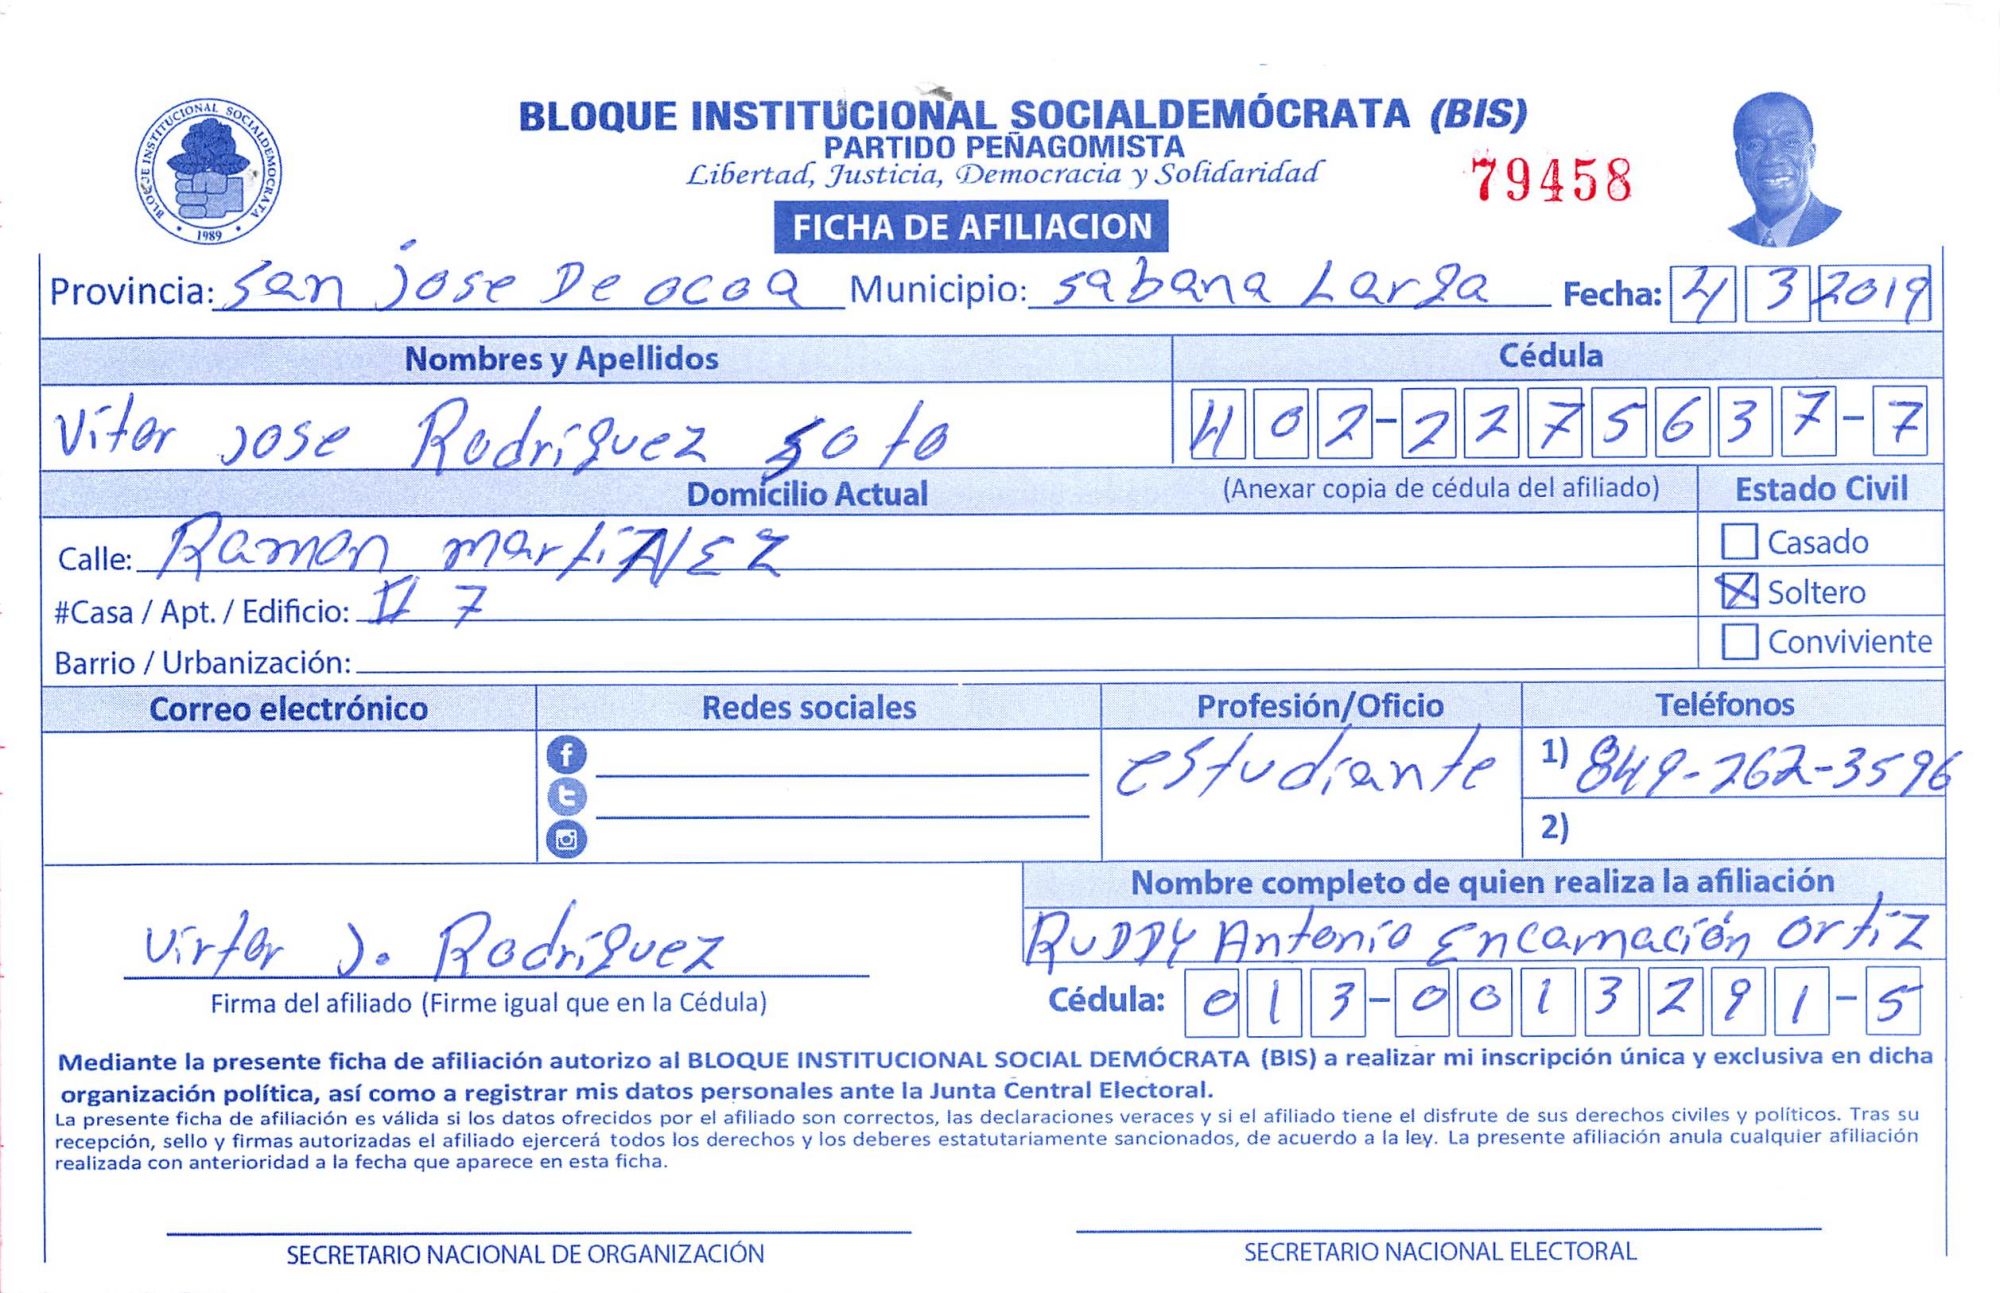 BLOQUE INSTITUCIONAL SOCIALDEMÓCRATA (BIS)
PARTIDO PEÑAGOMISTA
Libertad, Justicia, Democracia y Solidaridad
79458
BLOQUE INSTITUCIONAL SOCIALDEMOCRATA
1989
FICHA DE AFILIACION
Provincia: San Jose De ocoa Municipio: Sabana Larga Fecha: 4 3 2019
Nombres y Apellidos Cédula
Vitor Jose Rodríguez Soto 402-2275637-7
Domicilio Actual (Anexar copia de cédula del afiliado) Estado Civil
Calle: Ramon martiNEZ Casado
#Casa / Apt. / Edificio: # 7 Soltero
Barrio / Urbanización: Conviviente
Correo electrónico Redes sociales Profesión/Oficio Teléfonos
estudiante 1) 849-262-3596
2)
Nombre completo de quien realiza la afiliación
Virtor J. Rodríguez RuDDY Antonio Encarnación Ortiz
Firma del afiliado (Firme igual que en la Cédula) Cédula: 013-0013291-5
Mediante la presente ficha de afiliación autorizo al BLOQUE INSTITUCIONAL SOCIAL DEMÓCRATA (BIS) a realizar mi inscripción única y exclusiva en dicha
organización política, así como a registrar mis datos personales ante la Junta Central Electoral.
La presente ficha de afiliación es válida si los datos ofrecidos por el afiliado son correctos, las declaraciones veraces y si el afiliado tiene el disfrute de sus derechos civiles y políticos. Tras su
recepción, sello y firmas autorizadas el afiliado ejercerá todos los derechos y los deberes estatutariamente sancionados, de acuerdo a la ley. La presente afiliación anula cualquier afiliación
realizada con anterioridad a la fecha que aparece en esta ficha.
SECRETARIO NACIONAL DE ORGANIZACIÓN SECRETARIO NACIONAL ELECTORAL